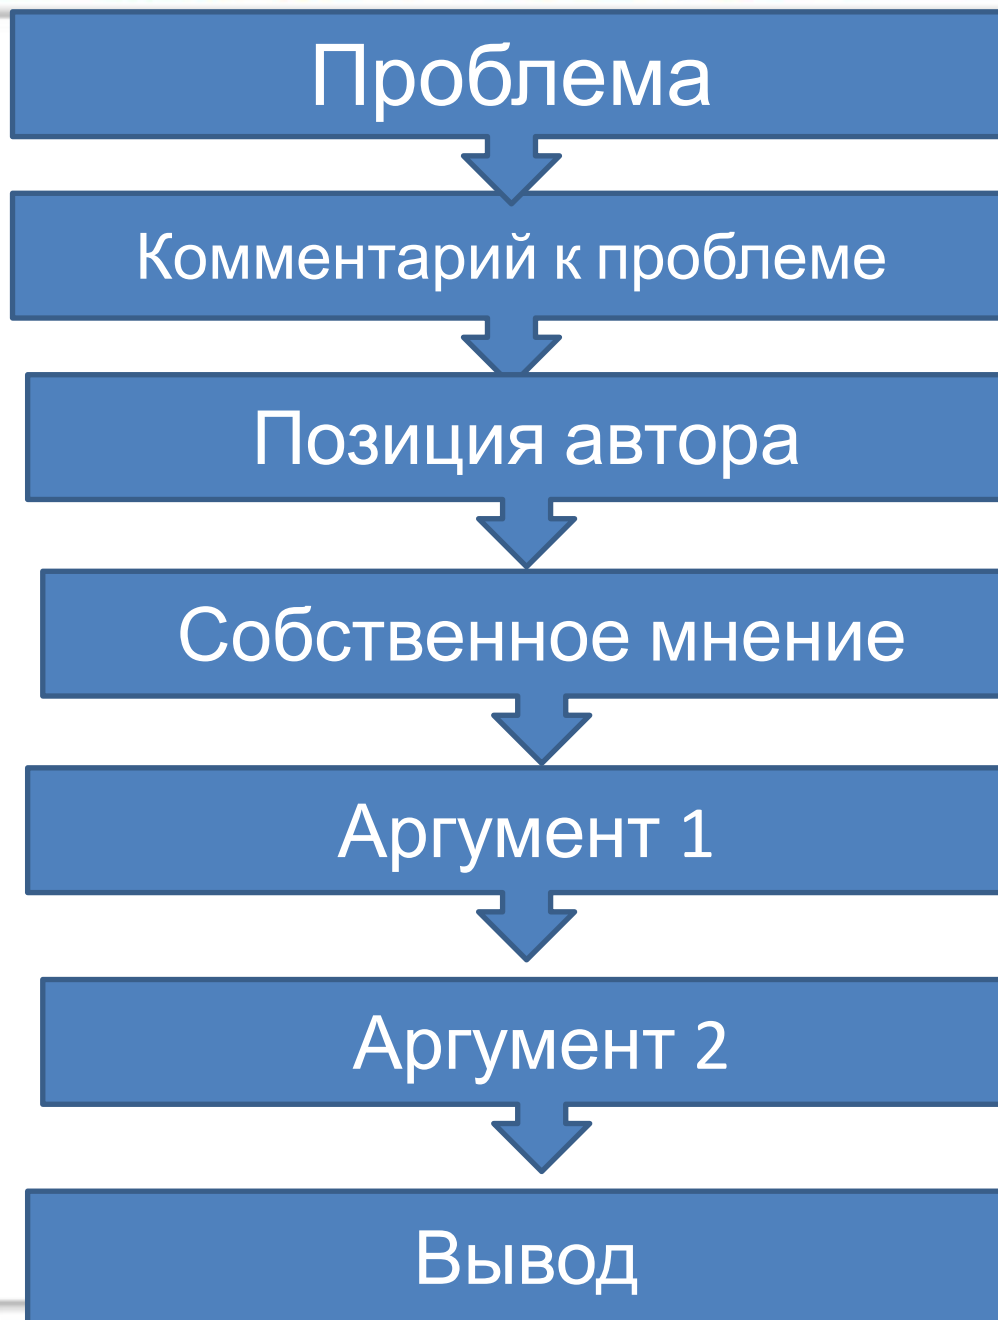 Проблема
Комментарий к проблеме
Позиция автора
Собственное мнение
Аргумент 1
Аргумент 2
Вывод